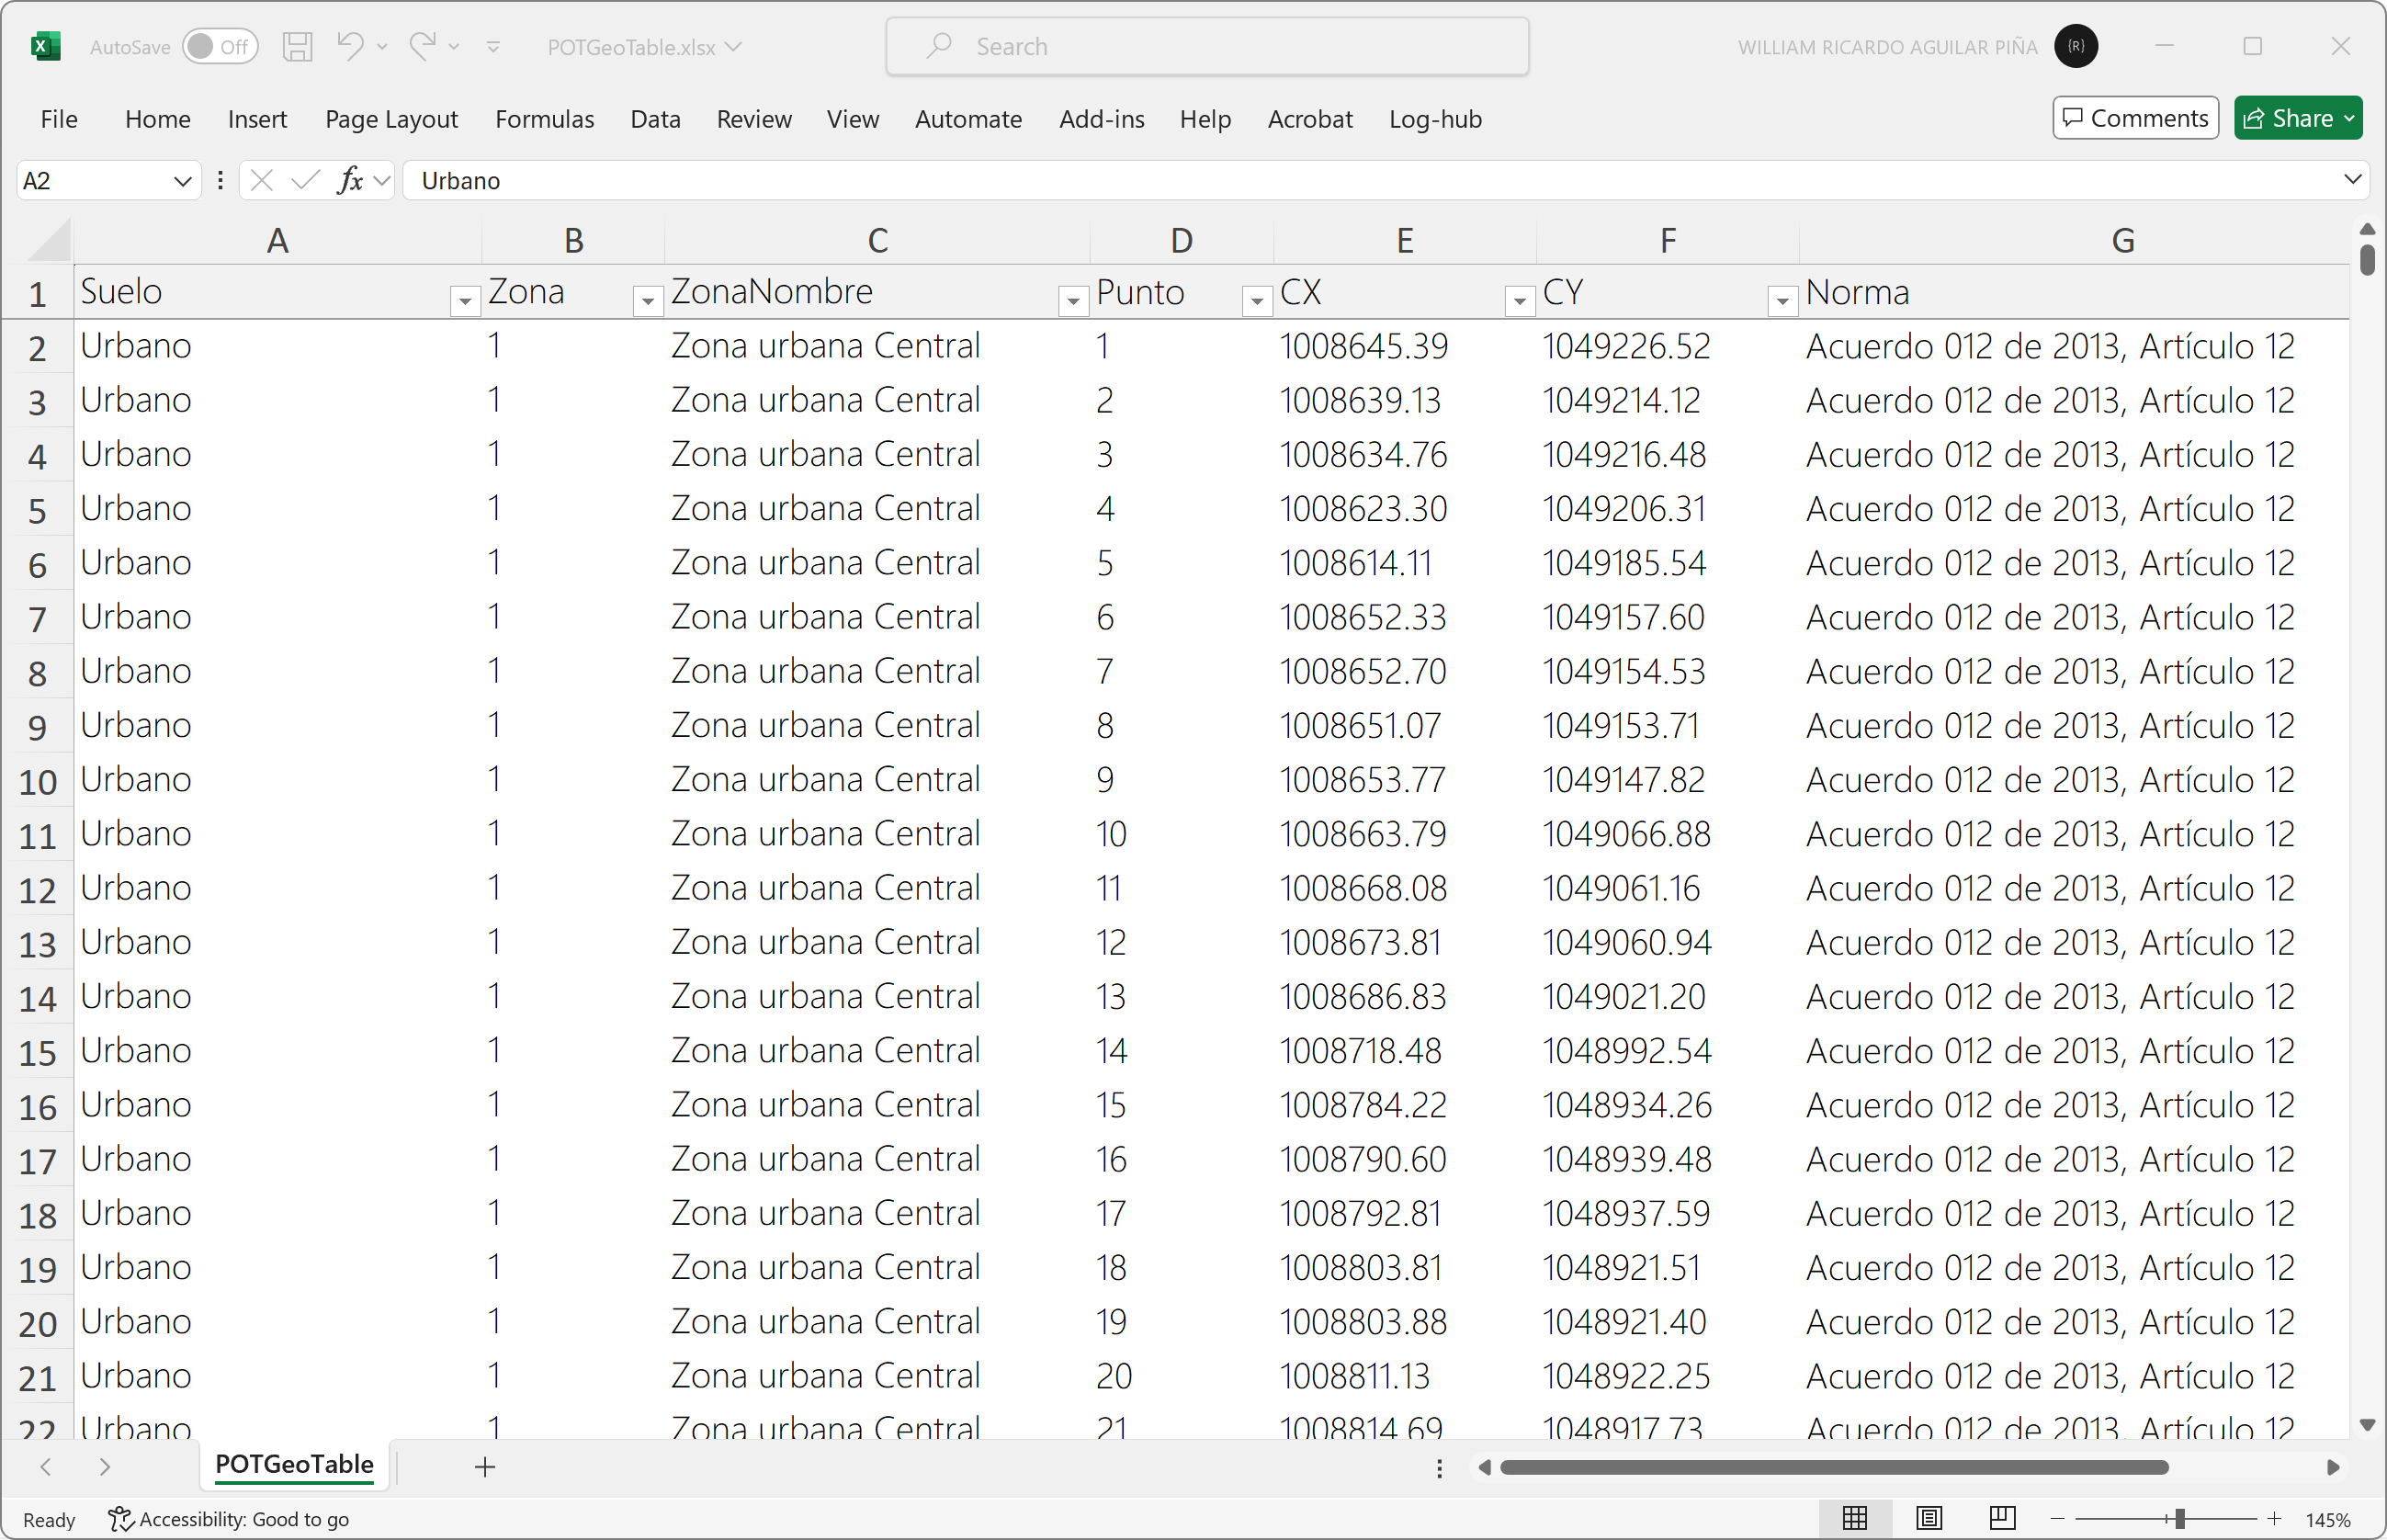 AutoSave Off POTGeoTable.xlsx Search WILLIAM RICARDO AGUILAR PIÑA {R}
File Home Insert Page Layout Formulas Data Review View Automate Add-ins Help Acrobat Log-hub Comments Share
A2 fx Urbano
A B C D E F G
1 Suelo Zona ZonaNombre Punto CX CY Norma
2 Urbano 1 Zona urbana Central 1 1008645.39 1049226.52 Acuerdo 012 de 2013, Artículo 12
3 Urbano 1 Zona urbana Central 2 1008639.13 1049214.12 Acuerdo 012 de 2013, Artículo 12
4 Urbano 1 Zona urbana Central 3 1008634.76 1049216.48 Acuerdo 012 de 2013, Artículo 12
5 Urbano 1 Zona urbana Central 4 1008623.30 1049206.31 Acuerdo 012 de 2013, Artículo 12
6 Urbano 1 Zona urbana Central 5 1008614.11 1049185.54 Acuerdo 012 de 2013, Artículo 12
7 Urbano 1 Zona urbana Central 6 1008652.33 1049157.60 Acuerdo 012 de 2013, Artículo 12
8 Urbano 1 Zona urbana Central 7 1008652.70 1049154.53 Acuerdo 012 de 2013, Artículo 12
9 Urbano 1 Zona urbana Central 8 1008651.07 1049153.71 Acuerdo 012 de 2013, Artículo 12
10 Urbano 1 Zona urbana Central 9 1008653.77 1049147.82 Acuerdo 012 de 2013, Artículo 12
11 Urbano 1 Zona urbana Central 10 1008663.79 1049066.88 Acuerdo 012 de 2013, Artículo 12
12 Urbano 1 Zona urbana Central 11 1008668.08 1049061.16 Acuerdo 012 de 2013, Artículo 12
13 Urbano 1 Zona urbana Central 12 1008673.81 1049060.94 Acuerdo 012 de 2013, Artículo 12
14 Urbano 1 Zona urbana Central 13 1008686.83 1049021.20 Acuerdo 012 de 2013, Artículo 12
15 Urbano 1 Zona urbana Central 14 1008718.48 1048992.54 Acuerdo 012 de 2013, Artículo 12
16 Urbano 1 Zona urbana Central 15 1008784.22 1048934.26 Acuerdo 012 de 2013, Artículo 12
17 Urbano 1 Zona urbana Central 16 1008790.60 1048939.48 Acuerdo 012 de 2013, Artículo 12
18 Urbano 1 Zona urbana Central 17 1008792.81 1048937.59 Acuerdo 012 de 2013, Artículo 12
19 Urbano 1 Zona urbana Central 18 1008803.81 1048921.51 Acuerdo 012 de 2013, Artículo 12
20 Urbano 1 Zona urbana Central 19 1008803.88 1048921.40 Acuerdo 012 de 2013, Artículo 12
21 Urbano 1 Zona urbana Central 20 1008811.13 1048922.25 Acuerdo 012 de 2013, Artículo 12
22 Urbano 1 Zona urbana Central 21 1008814.69 1048917.73 Acuerdo 012 de 2013, Artículo 12
POTGeoTable
Ready Accessibility: Good to go 145%